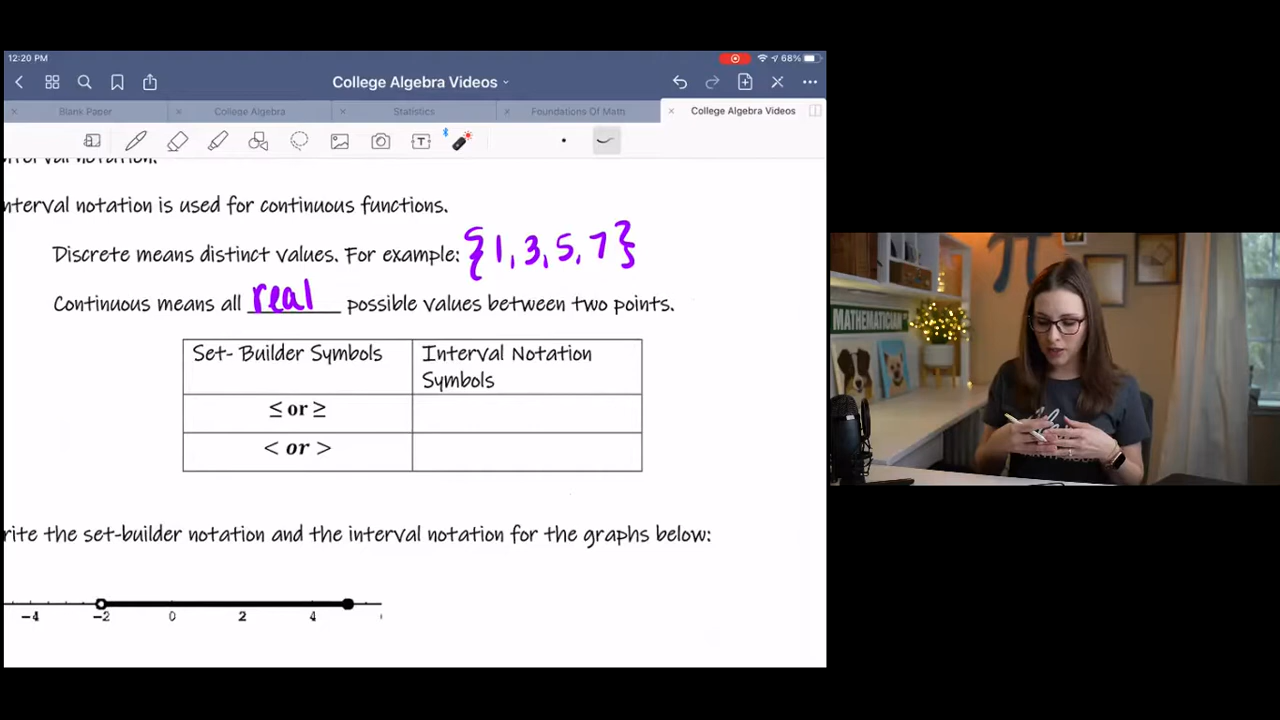 12:20 PM
68%
College Algebra Videos
Blank Paper
College Algebra
Statistics
Foundations Of Math
College Algebra Videos
interval notation.
nterval notation is used for continuous functions.
Discrete means distinct values. For example: {1, 3, 5, 7}
Continuous means all real possible values between two points.
Set- Builder Symbols
Interval Notation
Symbols
≤ or ≥
< or >
rite the set-builder notation and the interval notation for the graphs below:
−4 −2 0 2 4
MATHEMATICIAN